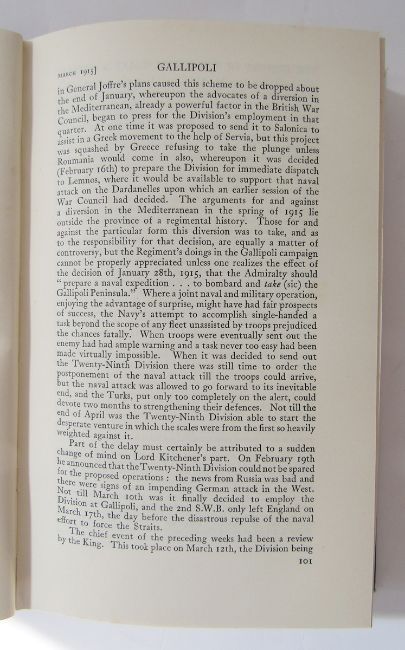 MARCH 1915] GALLIPOLI
in General Joffre's plans caused this scheme to be dropped about
the end of January, whereupon the advocates of a diversion in
the Mediterranean, already a powerful factor in the British War
Council, began to press for the Division's employment in that
quarter. At one time it was proposed to send it to Salonica to
assist in a Greek movement to the help of Servia, but this project
was squashed by Greece refusing to take the plunge unless
Roumania would come in also, whereupon it was decided
(February 16th) to prepare the Division for immediate dispatch
to Lemnos, where it would be available to support that naval
attack on the Dardanelles upon which an earlier session of the
War Council had decided. The arguments for and against
a diversion in the Mediterranean in the spring of 1915 lie
outside the province of a regimental history. Those for and
against the particular form this diversion was to take, and as
to the responsibility for that decision, are equally a matter of
controversy, but the Regiment's doings in the Gallipoli campaign
cannot be properly appreciated unless one realizes the effect of
the decision of January 28th, 1915, that the Admiralty should
" prepare a naval expedition . . . to bombard and take (sic) the
Gallipoli Peninsula." Where a joint naval and military operation,
enjoying the advantage of surprise, might have had fair prospects
of success, the Navy's attempt to accomplish single-handed a
task beyond the scope of any fleet unassisted by troops prejudiced
the chances fatally. When troops were eventually sent out the
enemy had had ample warning and a task never too easy had been
made virtually impossible. When it was decided to send out
the Twenty-Ninth Division there was still time to order the
postponement of the naval attack till the troops could arrive,
but the naval attack was allowed to go forward to its inevitable
end, and the Turks, put only too completely on the alert, could
devote two months to strengthening their defences. Not till the
end of April was the Twenty-Ninth Division able to start the
desperate venture in which the scales were from the first so heavily
weighted against it.
Part of the delay must certainly be attributed to a sudden
change of mind on Lord Kitchener's part. On February 19th
he announced that the Twenty-Ninth Division could not be spared
for the proposed operations : the news from Russia was bad and
there were signs of an impending German attack in the West.
Not till March 10th was it finally decided to employ the
Division at Gallipoli, and the 2nd S.W.B. only left England on
March 17th, the day before the disastrous repulse of the naval
effort to force the Straits.
The chief event of the preceding weeks had been a review
by the King. This took place on March 12th, the Division being
101